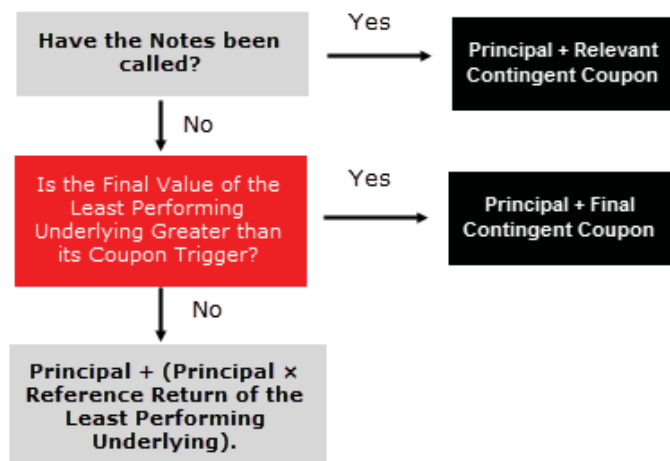 Have the Notes been
called?
Yes
Principal + Relevant
Contingent Coupon
No
Is the Final Value of the
Least Performing
Underlying Greater than
its Coupon Trigger?
Yes
Principal + Final
Contingent Coupon
No
Principal + (Principal ×
Reference Return of the
Least Performing
Underlying).